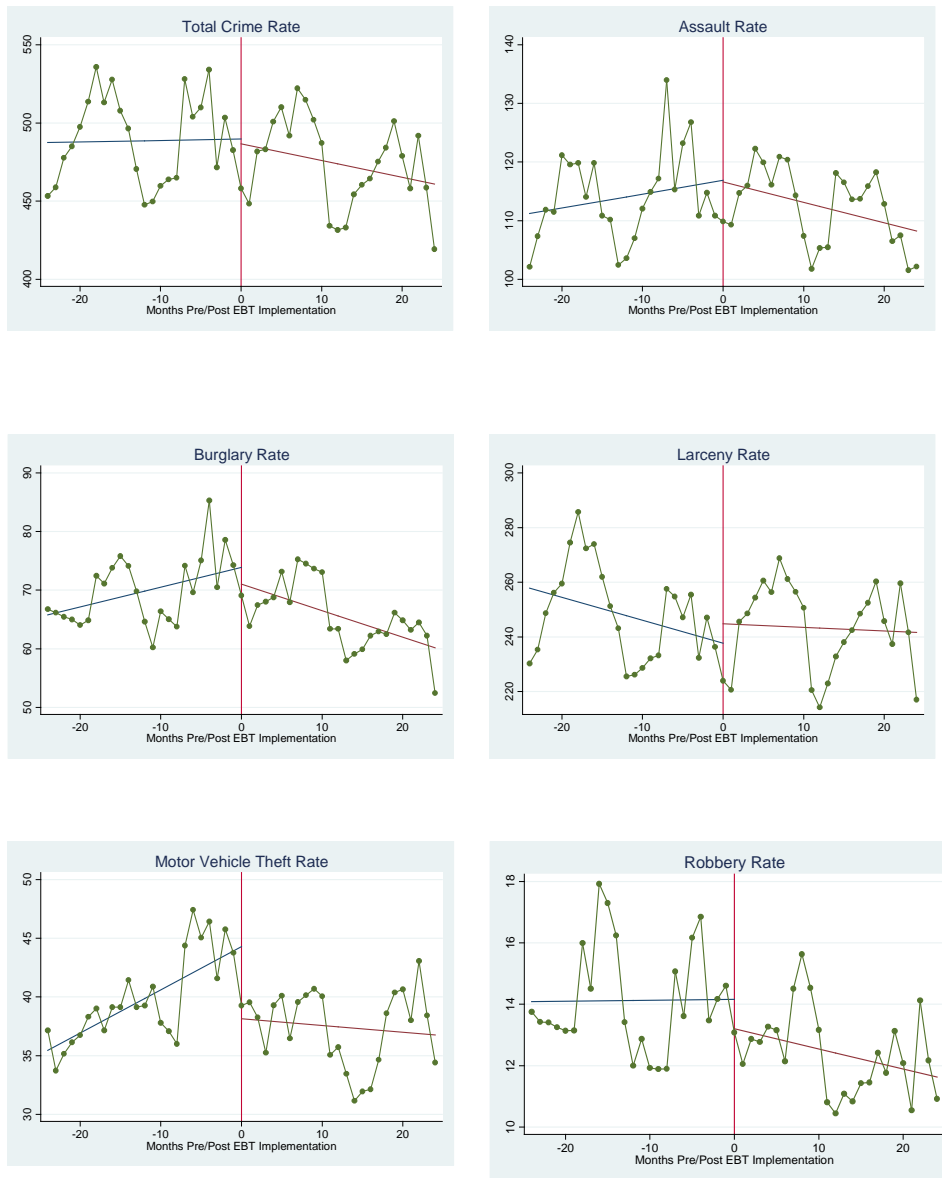 Total Crime Rate
550
500
450
400
-20 -10 0 10 20
Months Pre/Post EBT Implementation
Assault Rate
140
130
120
110
100
-20 -10 0 10 20
Months Pre/Post EBT Implementation
Burglary Rate
90
80
70
60
50
-20 -10 0 10 20
Months Pre/Post EBT Implementation
Larceny Rate
300
280
260
240
220
-20 -10 0 10 20
Months Pre/Post EBT Implementation
Motor Vehicle Theft Rate
50
45
40
35
30
-20 -10 0 10 20
Months Pre/Post EBT Implementation
Robbery Rate
18
16
14
12
10
-20 -10 0 10 20
Months Pre/Post EBT Implementation